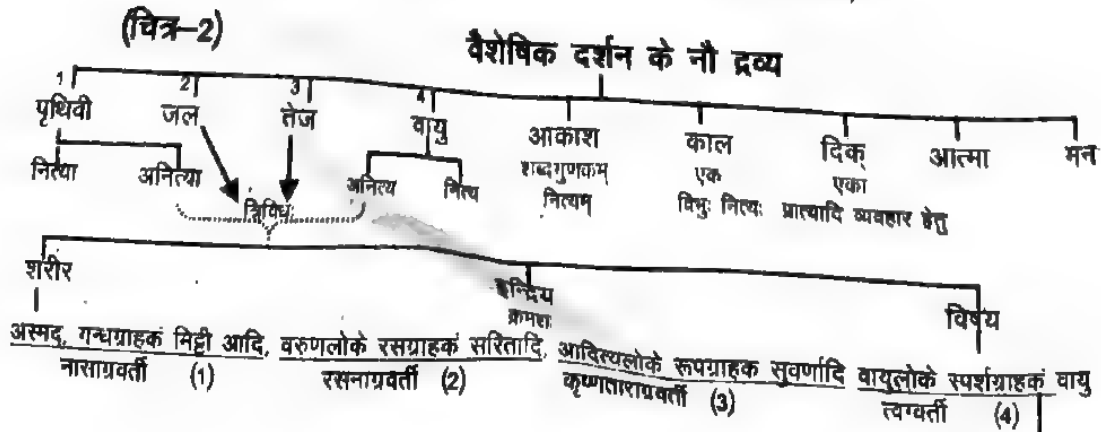 (चित्र-2)
वैशेषिक दर्शन के नौ द्रव्य
1 2 3 4
पृथिवी जल तेज वायु आकाश काल दिक् आत्मा मन
नित्या अनित्या अनित्य नित्य शब्दगुणकम् एक एका
त्रिविधः नित्यम् विभुः नित्यः प्रात्यादि व्यवहार हेतु
शरीर इन्द्रिय विषय
क्रमशः
अस्मद्, गन्धग्राहकं मिट्टी आदि, वरुणलोके रसग्राहकं सरितादि, आदित्यलोके रूपग्राहक सुवर्णादि वायुलोके स्पर्शग्राहकं वायु
नासाग्रवर्ती (1) रसनाग्रवर्ती (2) कृष्णताराग्रवर्ती (3) त्वग्वर्ती (4)